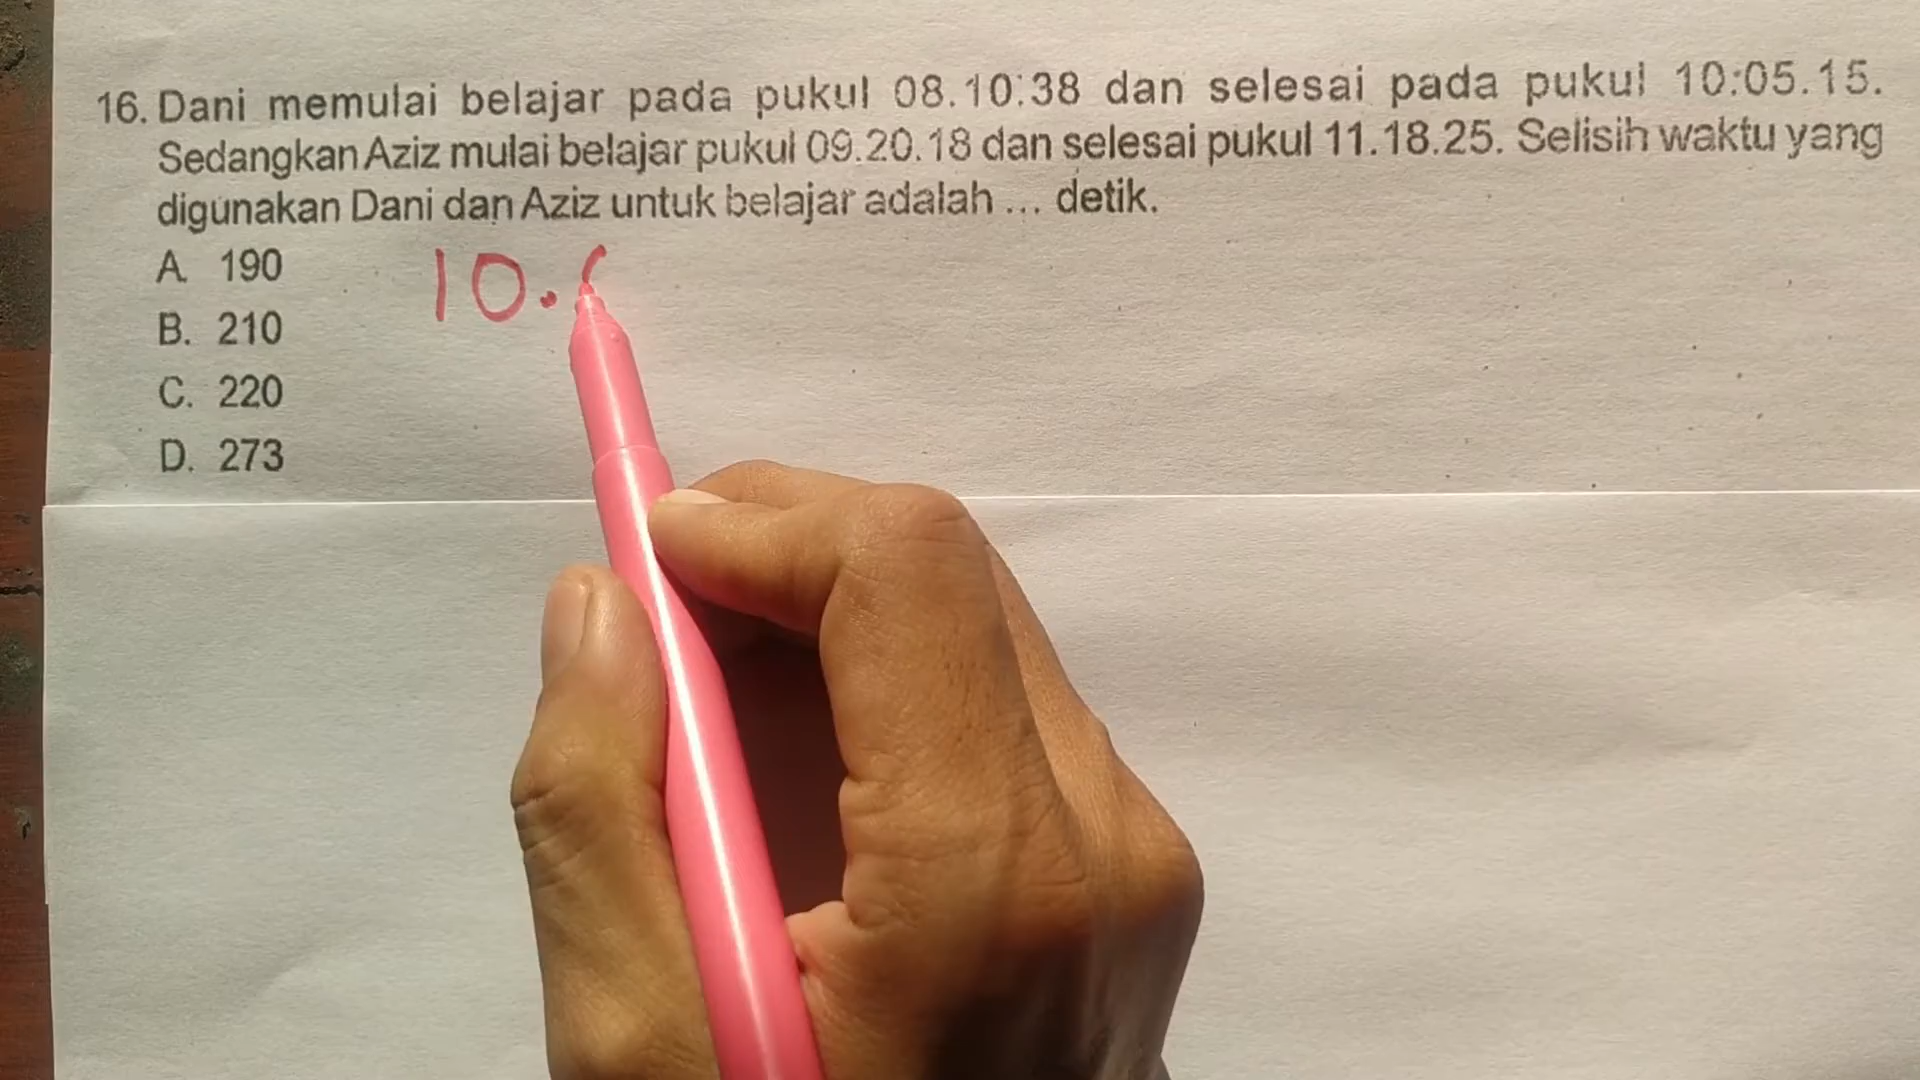 16. Dani memulai belajar pada pukul 08.10:38 dan selesai pada pukul 10:05.15.
Sedangkan Aziz mulai belajar pukul 09.20.18 dan selesai pukul 11.18.25. Selisih waktu yang
digunakan Dani dan Aziz untuk belajar adalah ... detik.
A. 190
B. 210
C. 220
D. 273
10.